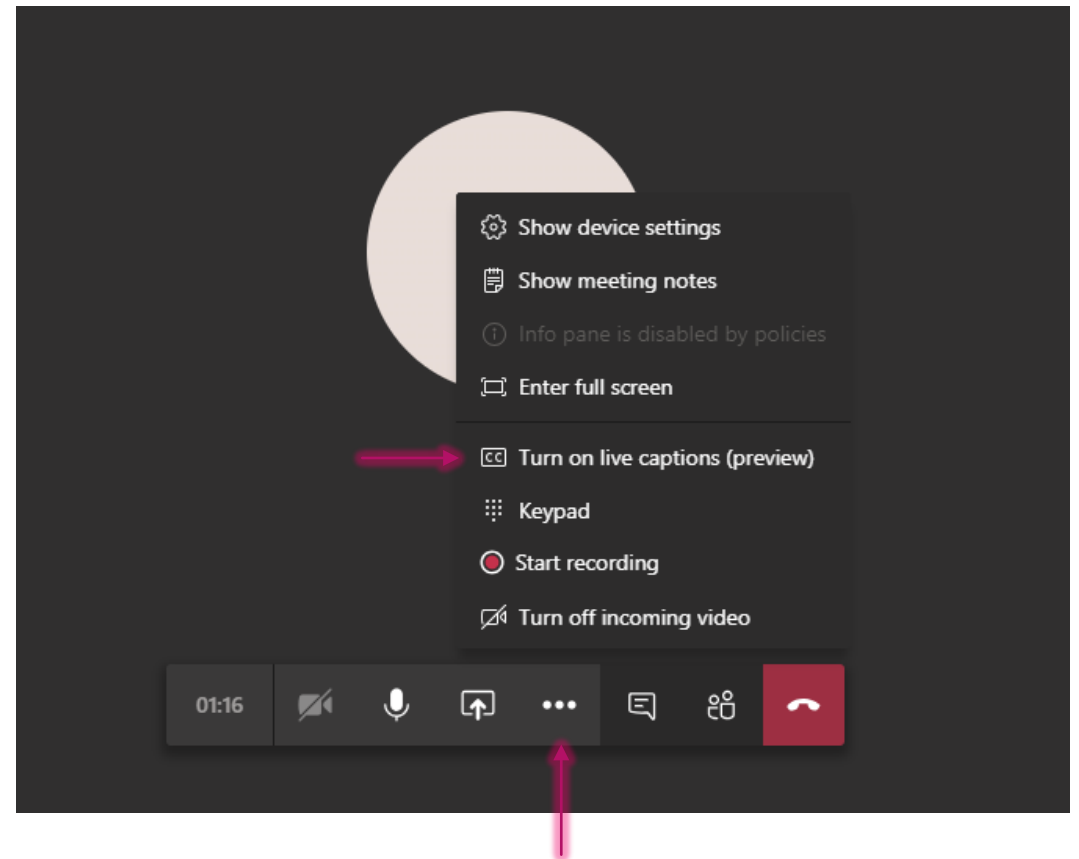 Show device settings
Show meeting notes
Info pane is disabled by policies
Enter full screen
CC Turn on live captions (preview)
Keypad
Start recording
Turn off incoming video
01:16